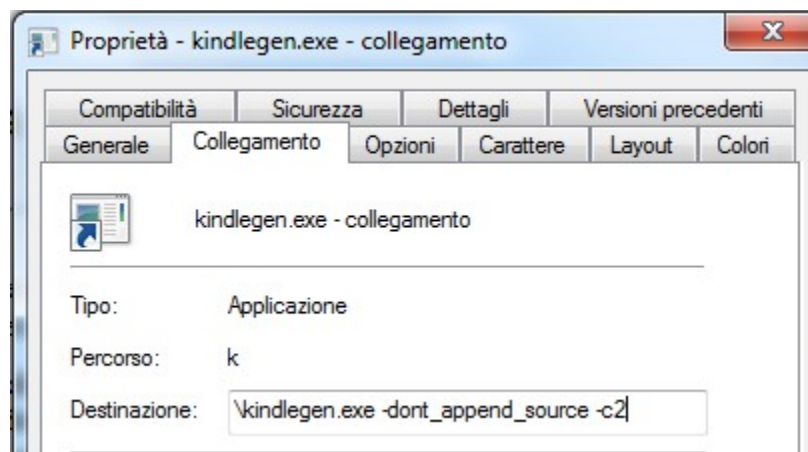 Proprietà - kindlegen.exe - collegamento
Compatibilità Sicurezza Dettagli Versioni precedenti
Generale Collegamento Opzioni Carattere Layout Colori
kindlegen.exe - collegamento
Tipo: Applicazione
Percorso: k
Destinazione: \kindlegen.exe -dont_append_source -c2